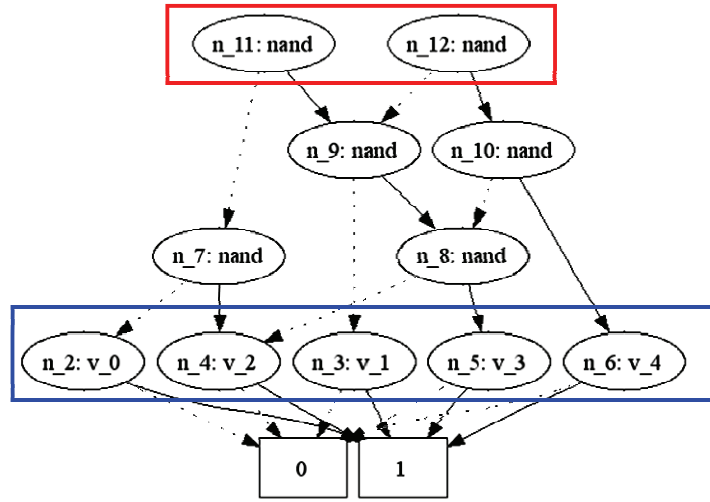 n_11: nand n_12: nand
n_9: nand n_10: nand
n_7: nand n_8: nand
n_2: v_0 n_4: v_2 n_3: v_1 n_5: v_3 n_6: v_4
0 1